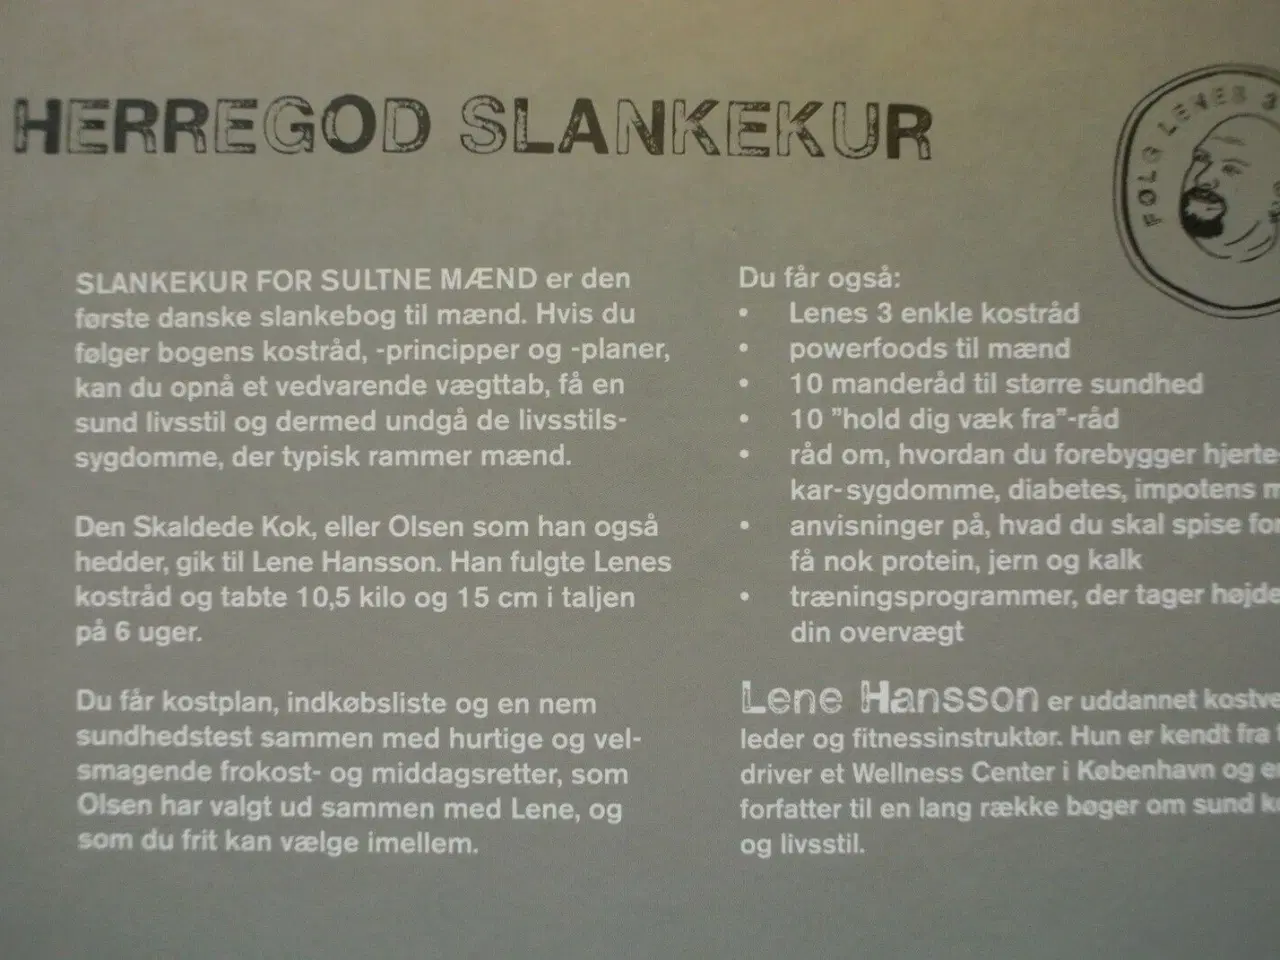 HERREGOD SLANKEKUR
FØLG LENES 3
SLANKEKUR FOR SULTNE MÆND er den
første danske slankebog til mænd. Hvis du
følger bogens kostråd, -principper og -planer,
kan du opnå et vedvarende vægttab, få en
sund livsstil og dermed undgå de livsstils-
sygdomme, der typisk rammer mænd.
Den Skaldede Kok, eller Olsen som han også
hedder, gik til Lene Hansson. Han fulgte Lenes
kostråd og tabte 10,5 kilo og 15 cm i taljen
på 6 uger.
Du får kostplan, indkøbsliste og en nem
sundhedstest sammen med hurtige og vel-
smagende frokost- og middagsretter, som
Olsen har valgt ud sammen med Lene, og
som du frit kan vælge imellem.
Du får også:
• Lenes 3 enkle kostråd
• powerfoods til mænd
• 10 manderåd til større sundhed
• 10 "hold dig væk fra"-råd
• råd om, hvordan du forebygger hjerte-
kar-sygdomme, diabetes, impotens
• anvisninger på, hvad du skal spise for
få nok protein, jern og kalk
• træningsprogrammer, der tager højde
din overvægt
Lene Hansson er uddannet kostve
leder og fitnessinstruktør. Hun er kendt fra
driver et Wellness Center i København og
forfatter til en lang række bøger om sund
og livsstil.